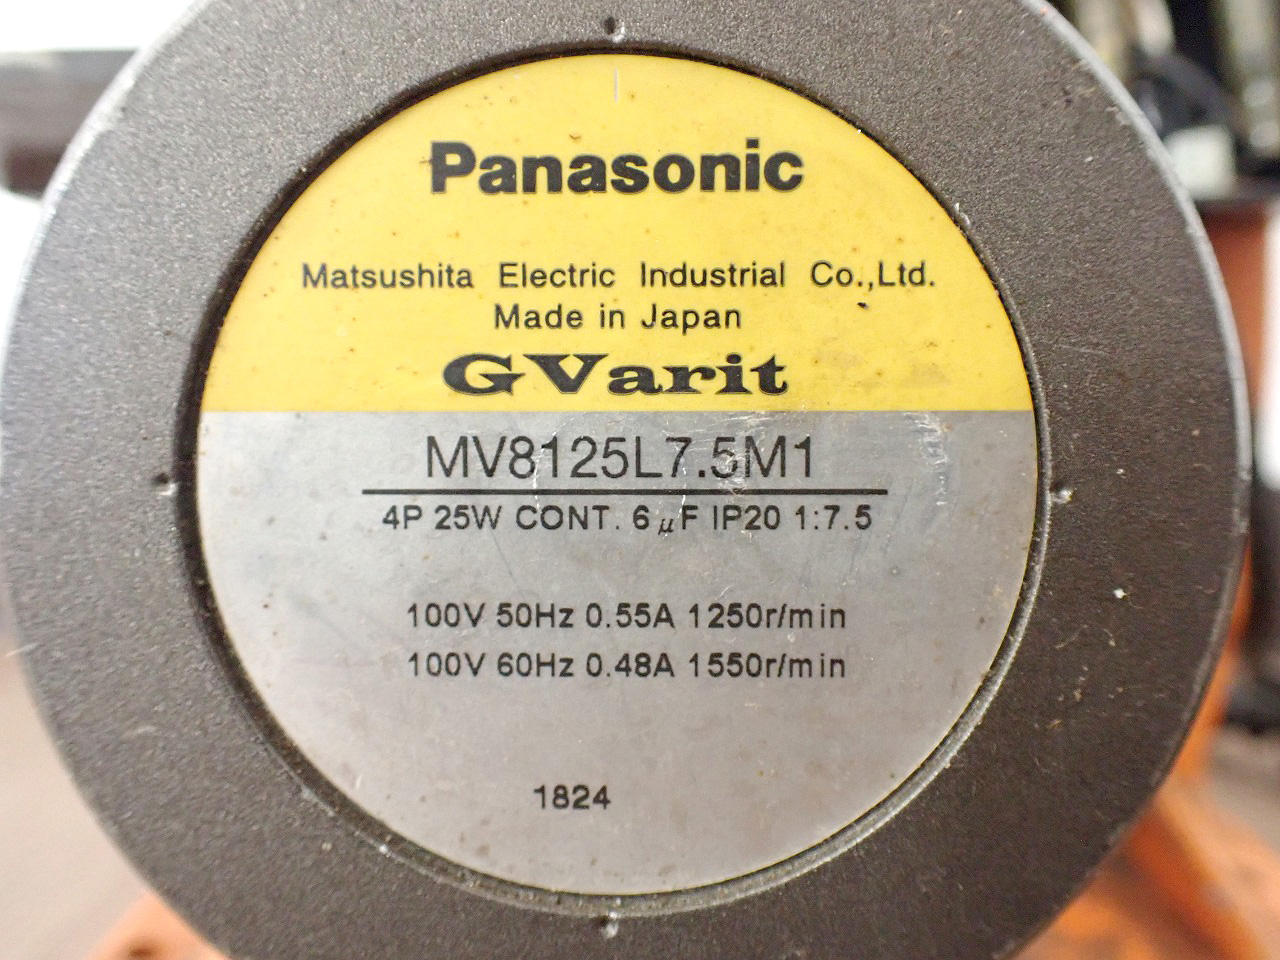 Panasonic
Matsushita Electric Industrial Co.,Ltd.
Made in Japan
GVarit
MV8125L7.5M1
4P 25W CONT. 6μF IP20 1:7.5
100V 50Hz 0.55A 1250r/min
100V 60Hz 0.48A 1550r/min
1824